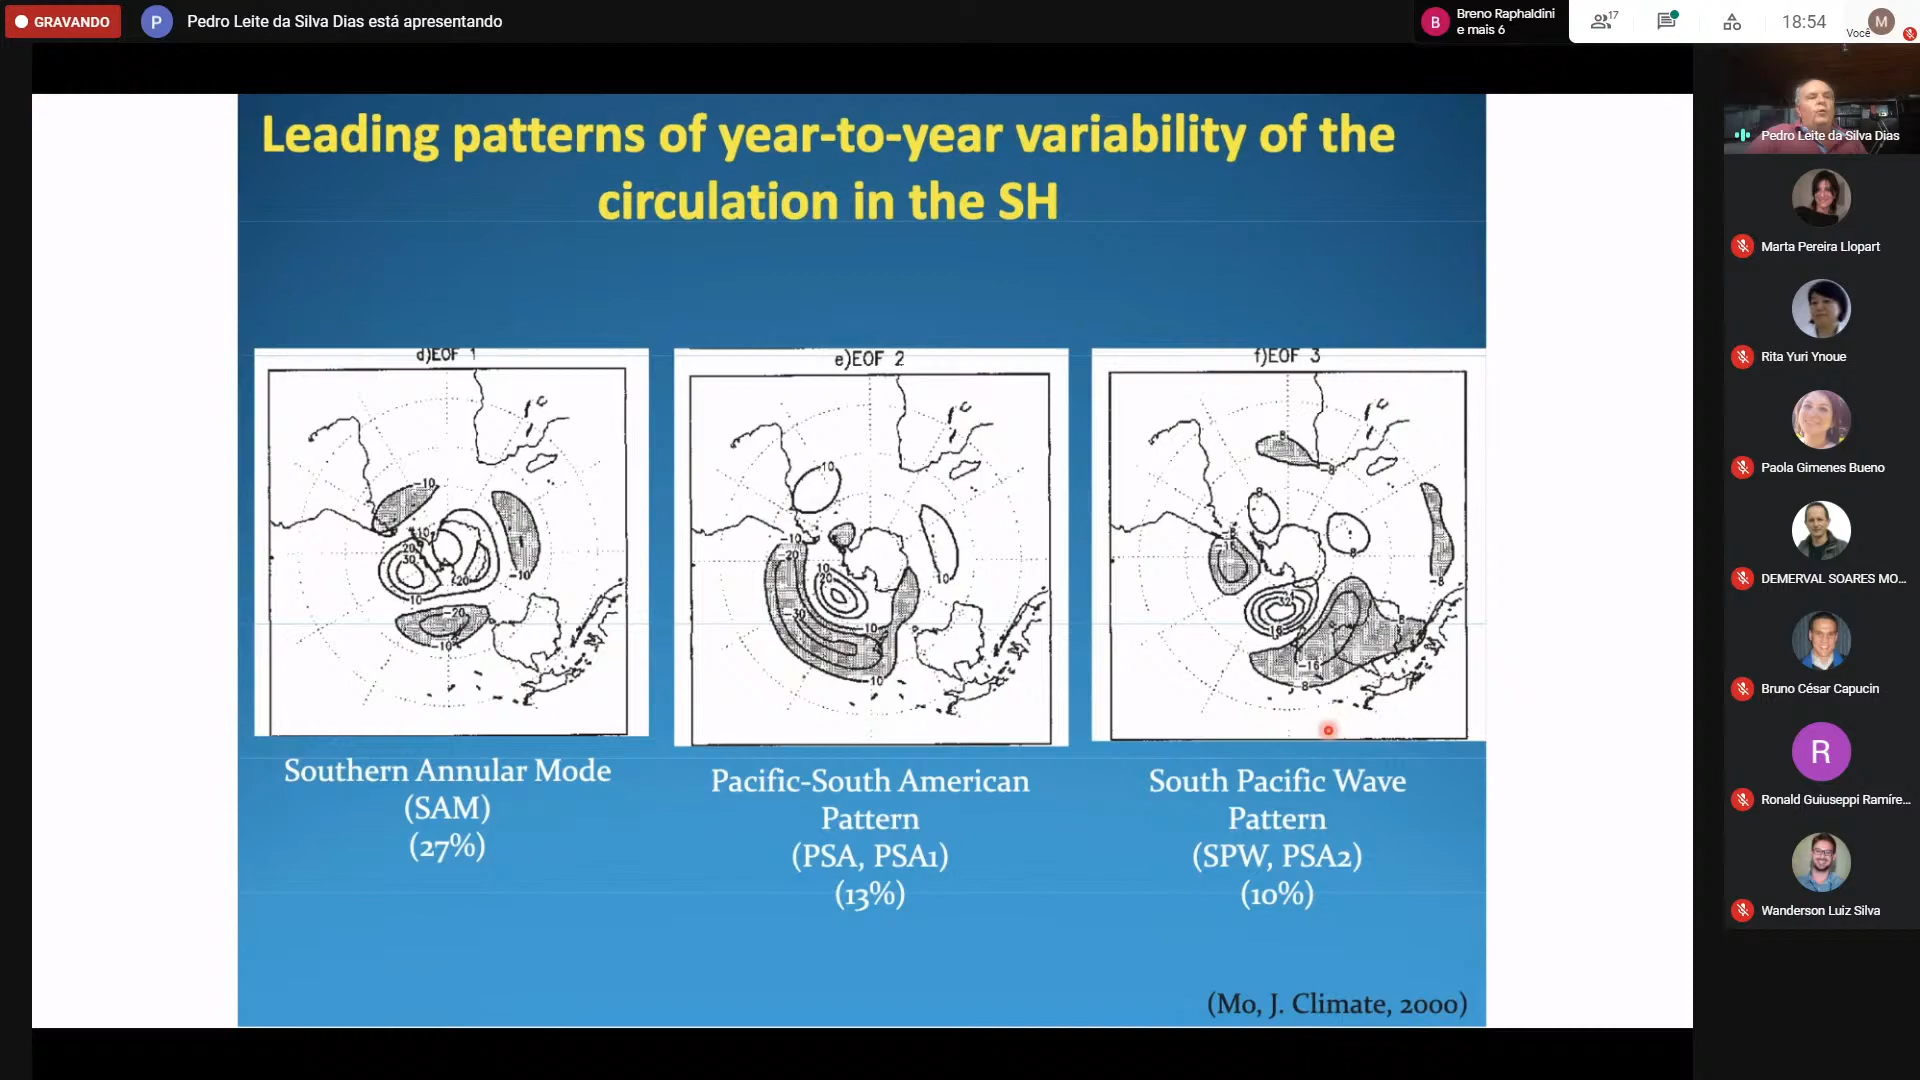 GRAVANDO
P
Pedro Leite da Silva Dias está apresentando
B
Breno Raphaldini
e mais 6
17
18:54
Você
M
Leading patterns of year-to-year variability of the
circulation in the SH
d)EOF 1
e)EOF 2
f)EOF 3
Southern Annular Mode
(SAM)
(27%)
Pacific-South American
Pattern
(PSA, PSA1)
(13%)
South Pacific Wave
Pattern
(SPW, PSA2)
(10%)
(Mo, J. Climate, 2000)
Pedro Leite da Silva Dias
Marta Pereira Llopart
Rita Yuri Ynoue
Paola Gimenes Bueno
DEMERVAL SOARES MO...
Bruno César Capucin
R
Ronald Guiuseppi Ramíre...
Wanderson Luiz Silva